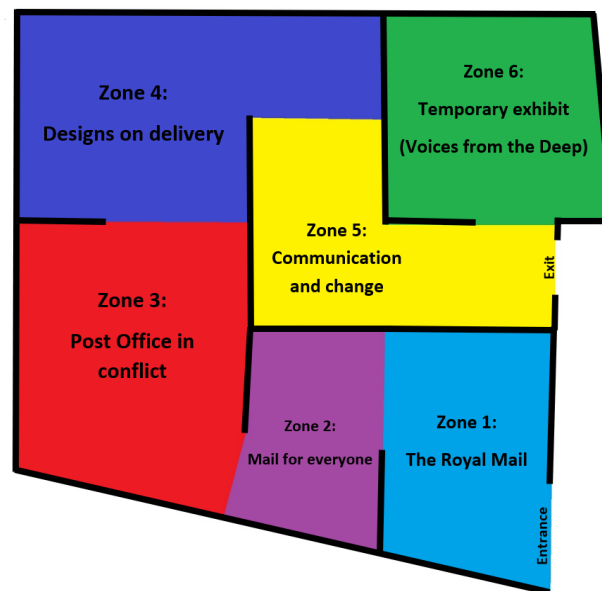 Zone 4:
Designs on delivery
Zone 6:
Temporary exhibit
(Voices from the Deep)
Zone 5:
Communication
and change
Exit
Zone 3:
Post Office in
conflict
Zone 2:
Mail for everyone
Zone 1:
The Royal Mail
Entrance